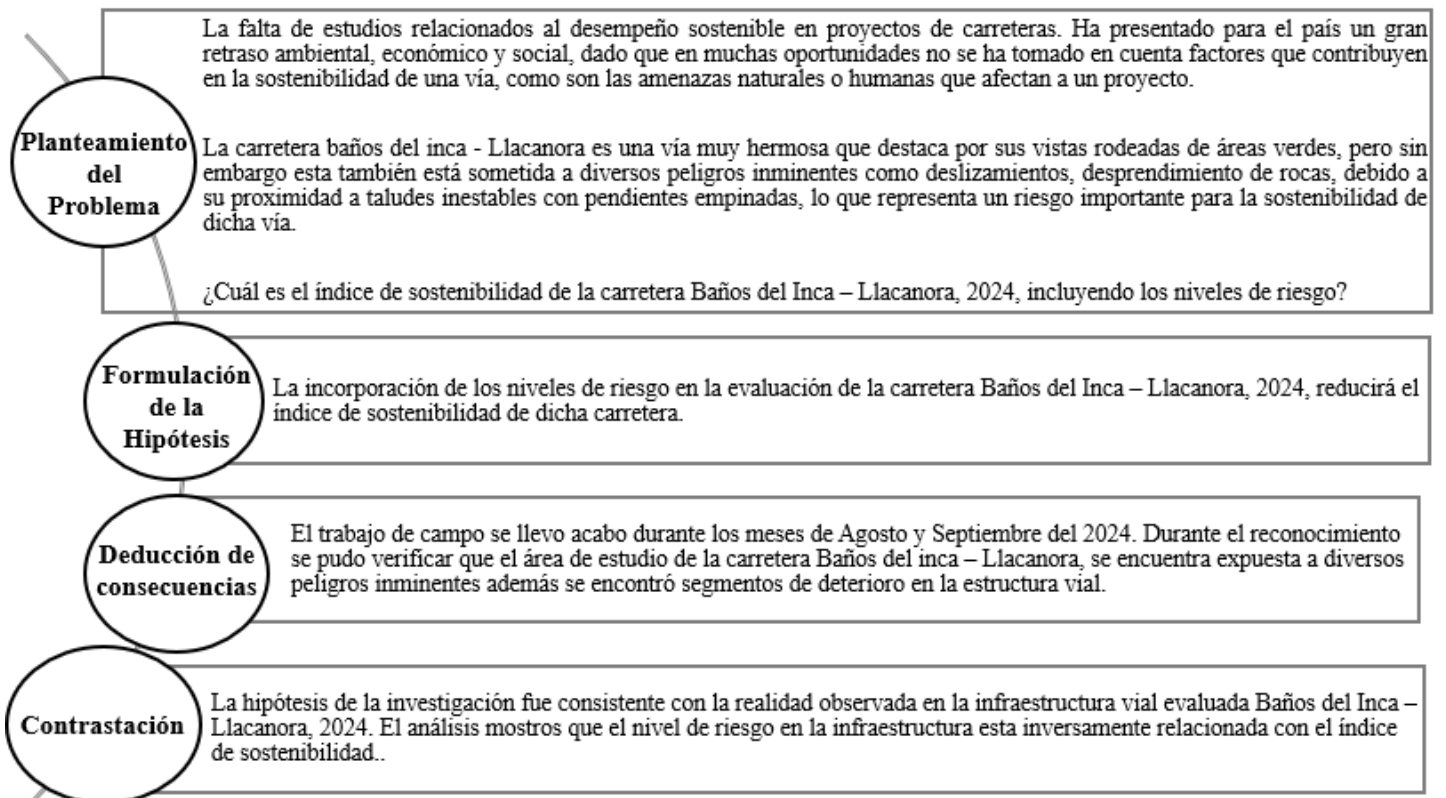 La falta de estudios relacionados al desempeño sostenible en proyectos de carreteras. Ha presentado para el país un gran
retraso ambiental, económico y social, dado que en muchas oportunidades no se ha tomado en cuenta factores que contribuyen
en la sostenibilidad de una vía, como son las amenazas naturales o humanas que afectan a un proyecto.
Planteamiento
del
Problema
La carretera baños del inca - Llacanora es una vía muy hermosa que destaca por sus vistas rodeadas de áreas verdes, pero sin
embargo esta también está sometida a diversos peligros inminentes como deslizamientos, desprendimiento de rocas, debido a
su proximidad a taludes inestables con pendientes empinadas, lo que representa un riesgo importante para la sostenibilidad de
dicha vía.
¿Cuál es el índice de sostenibilidad de la carretera Baños del Inca – Llacanora, 2024, incluyendo los niveles de riesgo?
Formulación
de la
Hipótesis
La incorporación de los niveles de riesgo en la evaluación de la carretera Baños del Inca – Llacanora, 2024, reducirá el
índice de sostenibilidad de dicha carretera.
Deducción de
consecuencias
El trabajo de campo se llevo acabo durante los meses de Agosto y Septiembre del 2024. Durante el reconocimiento
se pudo verificar que el área de estudio de la carretera Baños del inca – Llacanora, se encuentra expuesta a diversos
peligros inminentes además se encontró segmentos de deterioro en la estructura vial.
Contrastación
La hipótesis de la investigación fue consistente con la realidad observada en la infraestructura vial evaluada Baños del Inca –
Llacanora, 2024. El análisis mostros que el nivel de riesgo en la infraestructura esta inversamente relacionada con el índice
de sostenibilidad..